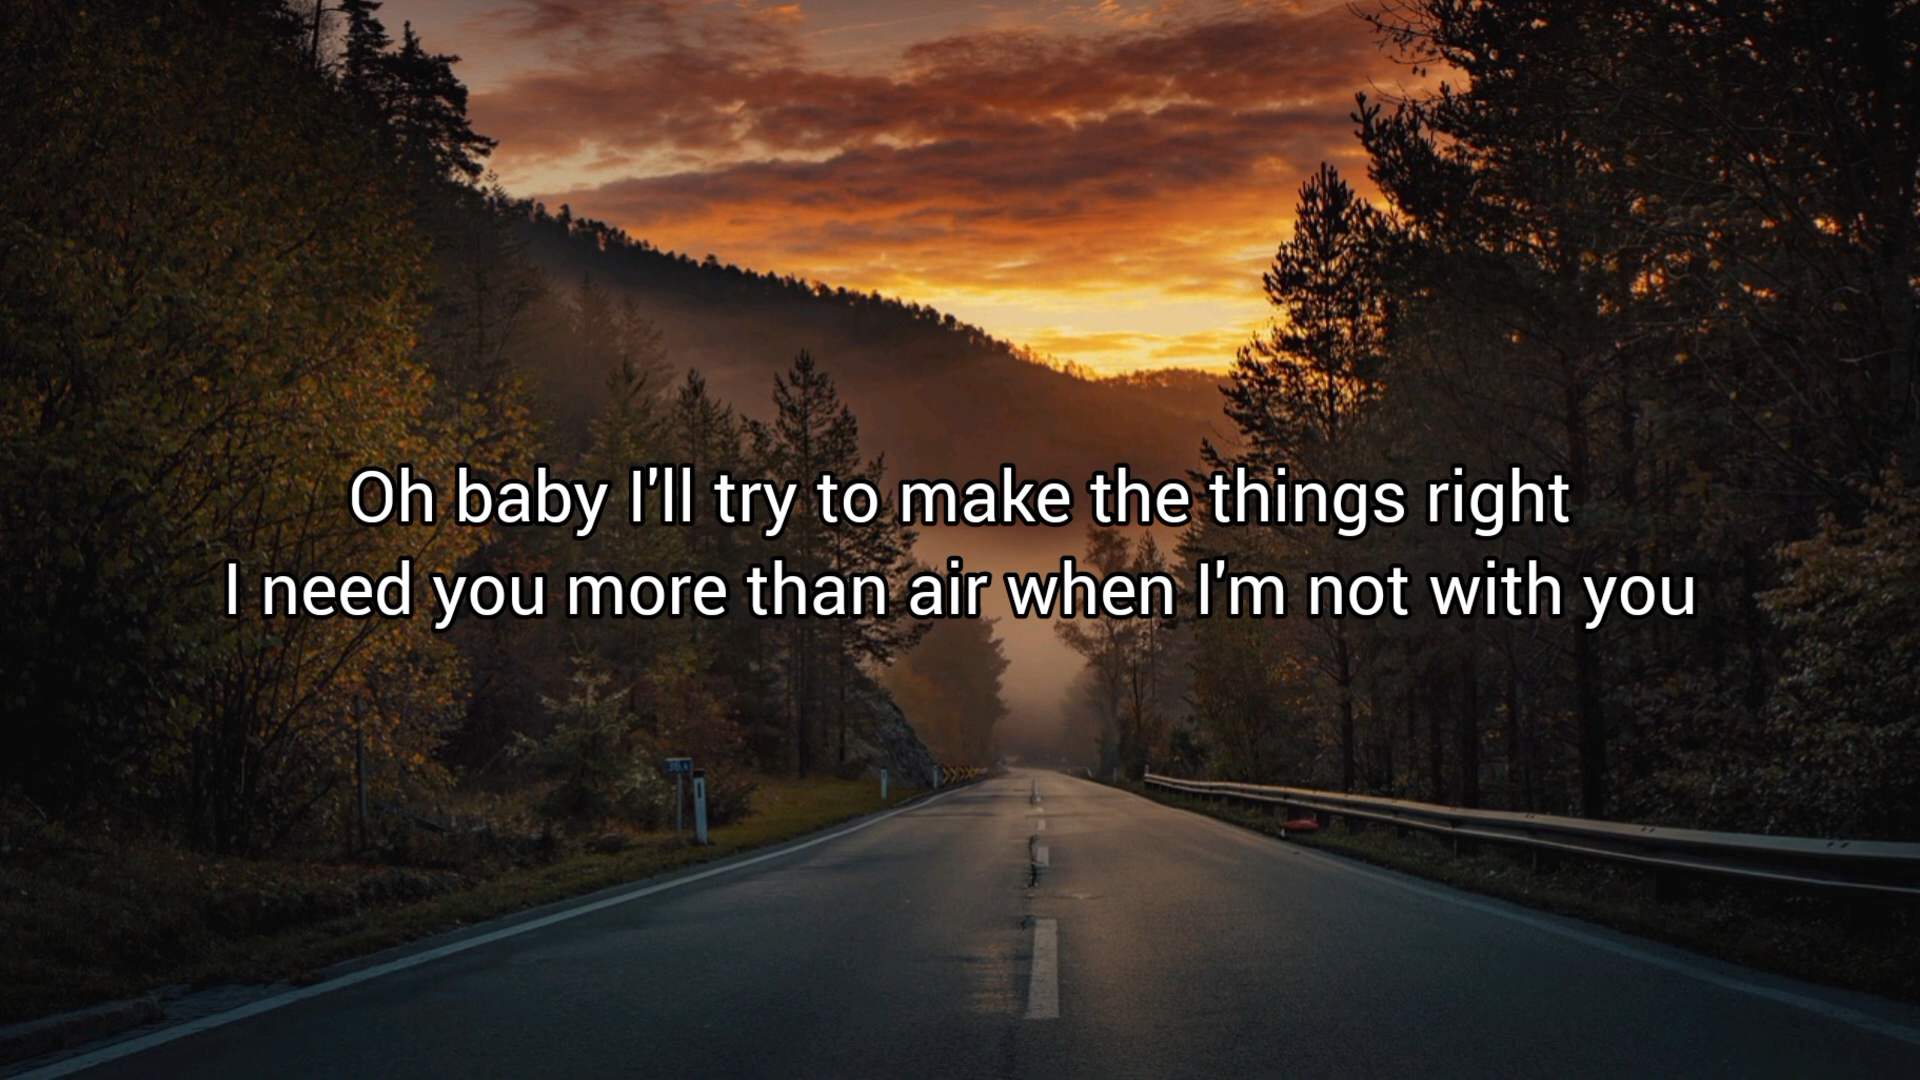 Oh baby I'll try to make the things right
I need you more than air when I'm not with you